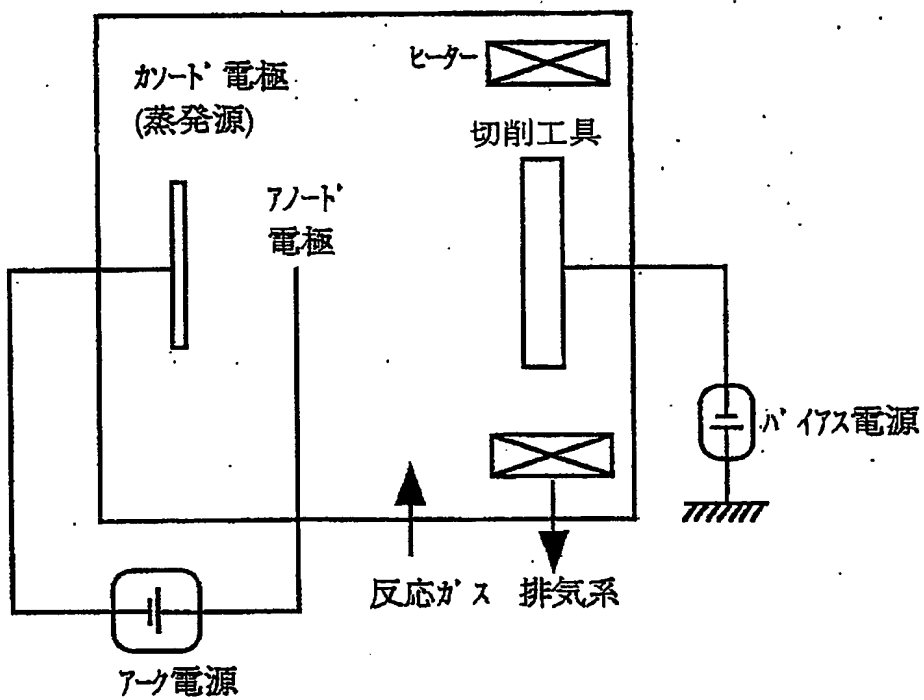 ヒーター
カソード電極
(蒸発源)
切削工具
アノード
電極
バイアス電源
反応ガス
排気系
アーク電源